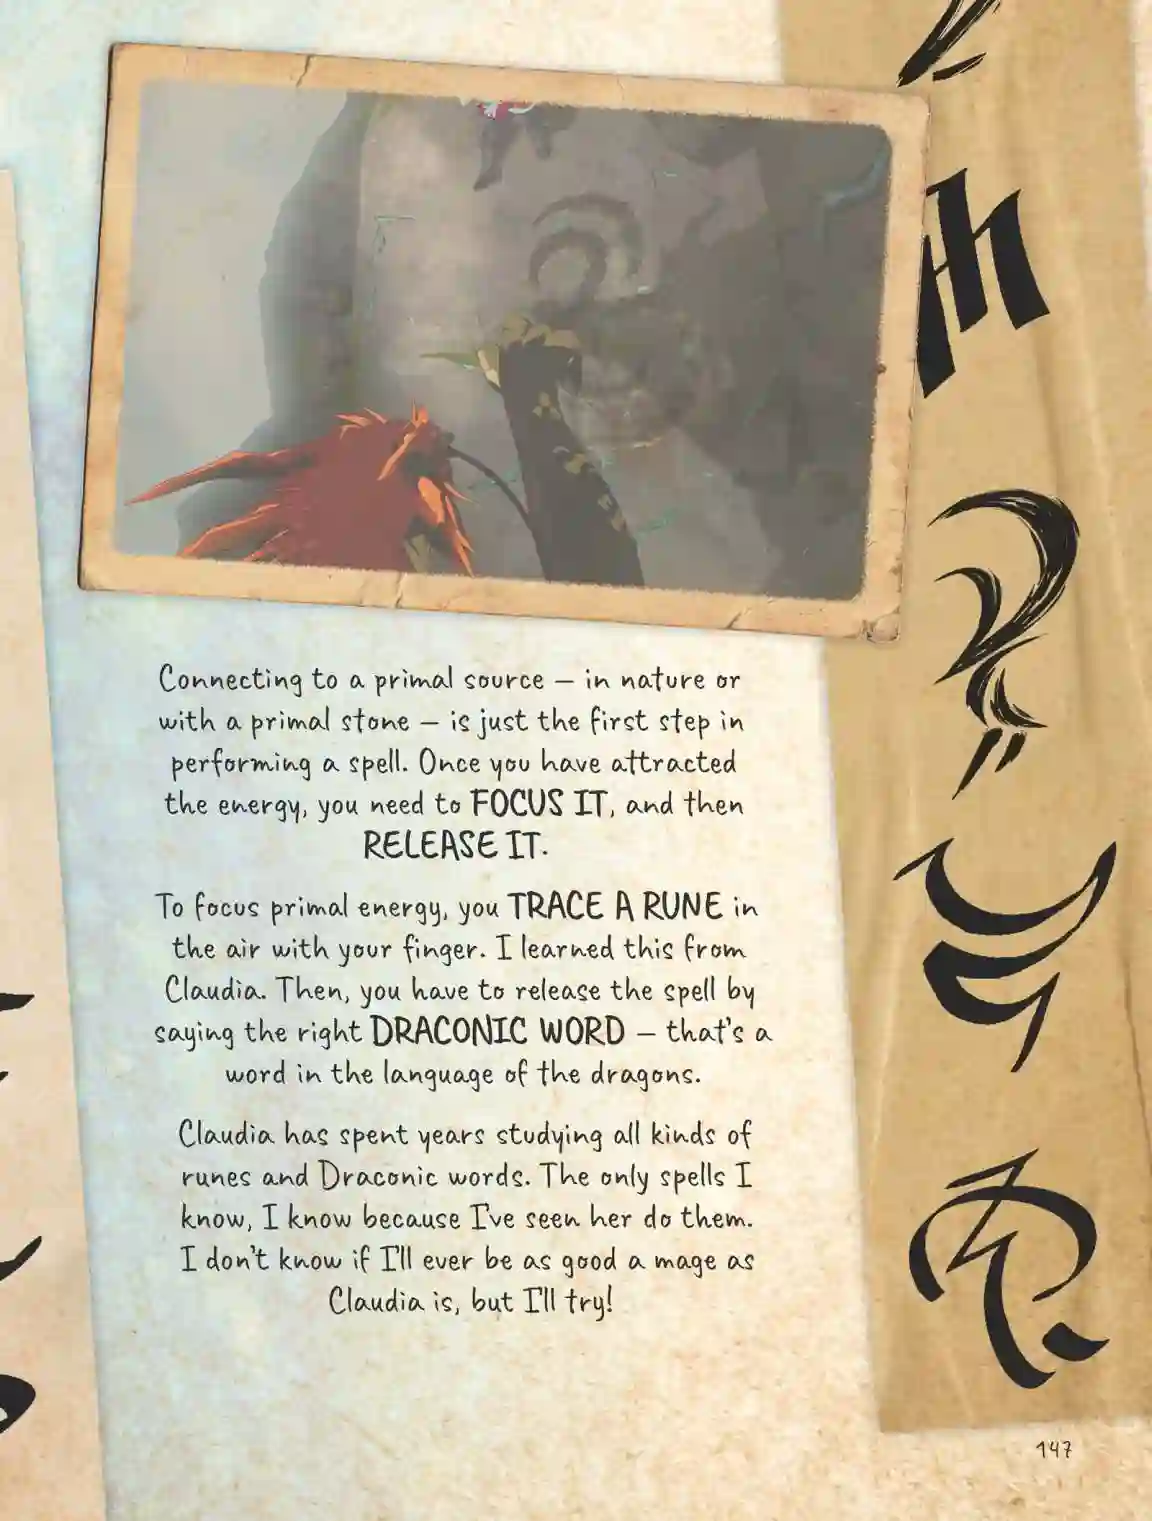 Connecting to a primal source – in nature or
with a primal stone – is just the first step in
performing a spell. Once you have attracted
the energy, you need to FOCUS IT, and then
RELEASE IT.
To focus primal energy, you TRACE A RUNE in
the air with your finger. I learned this from
Claudia. Then, you have to release the spell by
saying the right DRACONIC WORD – that's a
word in the language of the dragons.
Claudia has spent years studying all kinds of
runes and Draconic words. The only spells I
know, I know because I've seen her do them.
I don't know if I'll ever be as good a mage as
Claudia is, but I'll try!
147